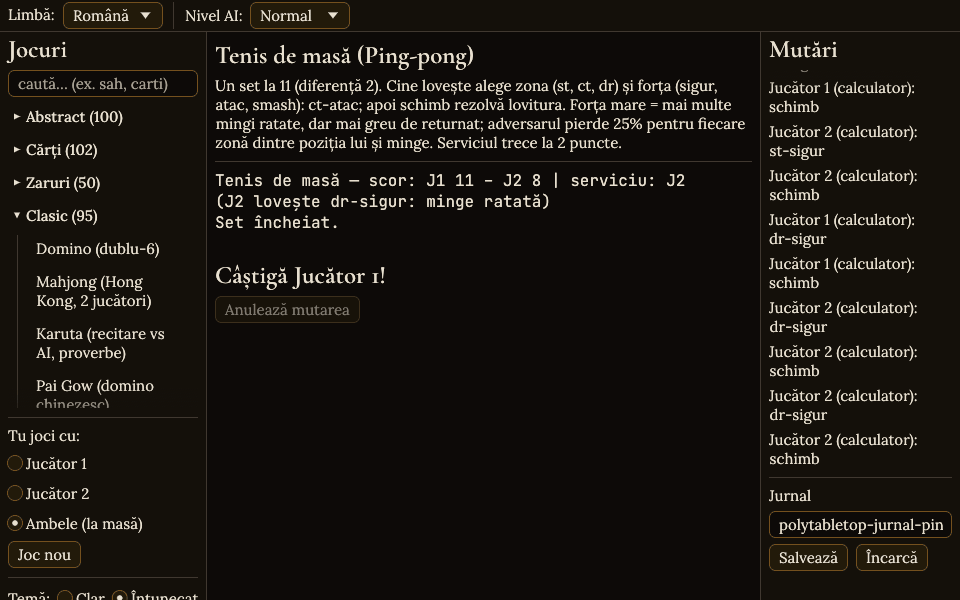 Limbă: Română Nivel AI: Normal
Jocuri
caută... (ex. sah, carti)
Abstract (100)
Cărți (102)
Zaruri (50)
Clasic (95)
Domino (dublu-6)
Mahjong (Hong
Kong, 2 jucători)
Karuta (recitare vs
AI, proverbe)
Pai Gow (domino
chinezesc)
Tu joci cu:
Jucător 1
Jucător 2
Ambele (la masă)
Joc nou
Temă: Clar Întunecat
Tenis de masă (Ping-pong)
Un set la 11 (diferență 2). Cine lovește alege zona (st, ct, dr) și forța (sigur,
atac, smash): ct-atac; apoi schimb rezolvă lovitura. Forța mare = mai multe
mingi ratate, dar mai greu de returnat; adversarul pierde 25% pentru fiecare
zonă dintre poziția lui și minge. Serviciul trece la 2 puncte.
Tenis de masă — scor: J1 11 – J2 8 | serviciu: J2
(J2 lovește dr-sigur: minge ratată)
Set încheiat.
Câștigă Jucător 1!
Anulează mutarea
Mutări
Jucător 1 (calculator):
schimb
Jucător 2 (calculator):
st-sigur
Jucător 2 (calculator):
schimb
Jucător 1 (calculator):
dr-sigur
Jucător 1 (calculator):
schimb
Jucător 2 (calculator):
dr-sigur
Jucător 2 (calculator):
schimb
Jucător 2 (calculator):
dr-sigur
Jucător 2 (calculator):
schimb
Jurnal
polytabletop-jurnal-pin
Salvează Încarcă